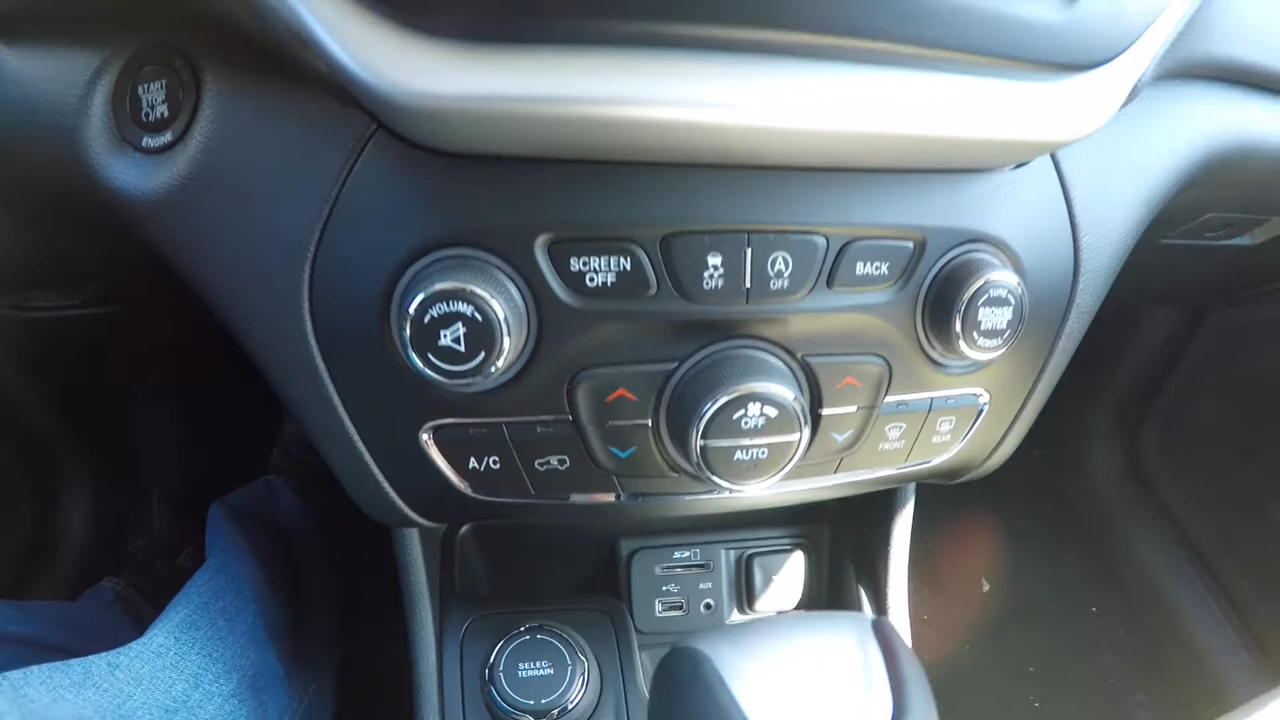 START
STOP
ENGINE
SCREEN
OFF
OFF
A
OFF
BACK
VOLUME
TUNE
BROWSE
ENTER
SCROLL
OFF
AUTO
A/C
FRONT
REAR
SD
AUX
SELEC-
TERRAIN